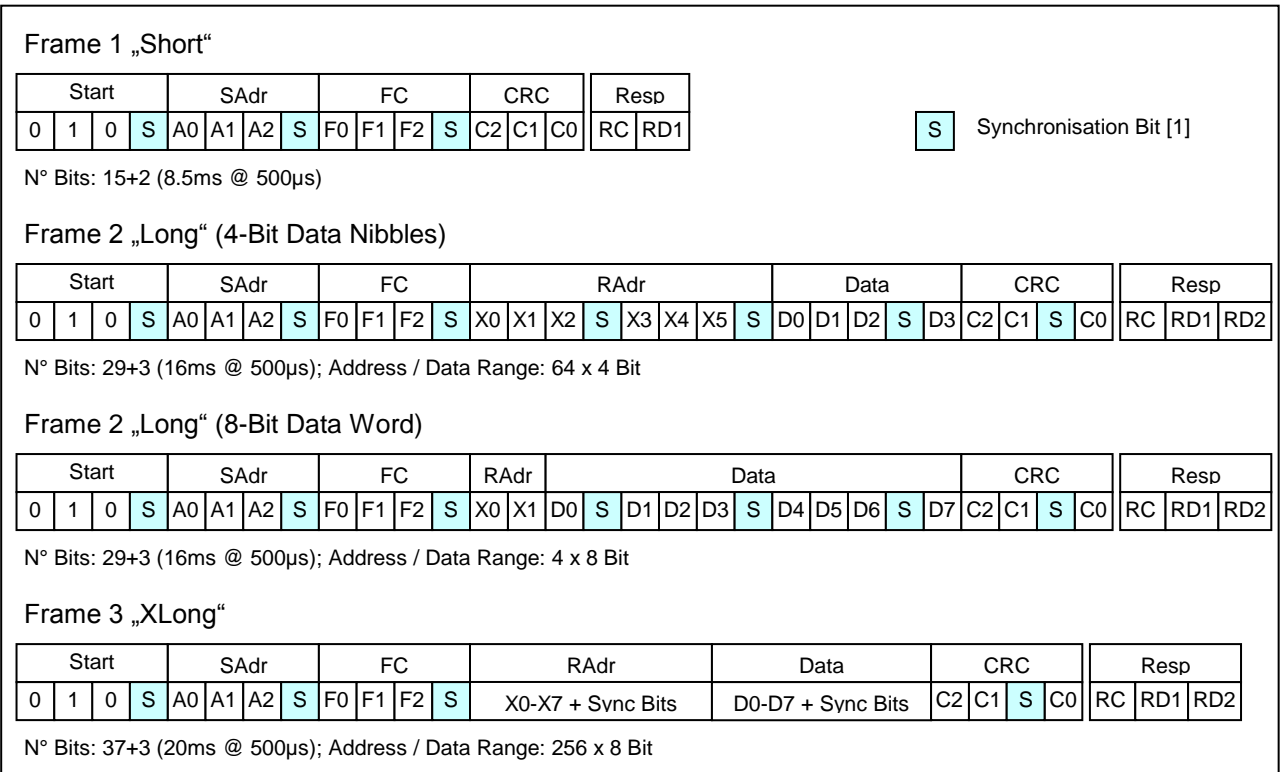 Frame 1 „Short“
Start SAdr FC CRC Resp
0 1 0 S A0 A1 A2 S F0 F1 F2 S C2 C1 C0 RC RD1
S Synchronisation Bit [1]
N° Bits: 15+2 (8.5ms @ 500µs)
Frame 2 „Long“ (4-Bit Data Nibbles)
Start SAdr FC RAdr Data CRC Resp
0 1 0 S A0 A1 A2 S F0 F1 F2 S X0 X1 X2 S X3 X4 X5 S D0 D1 D2 S D3 C2 C1 S C0 RC RD1 RD2
N° Bits: 29+3 (16ms @ 500µs); Address / Data Range: 64 x 4 Bit
Frame 2 „Long“ (8-Bit Data Word)
Start SAdr FC RAdr Data CRC Resp
0 1 0 S A0 A1 A2 S F0 F1 F2 S X0 X1 D0 S D1 D2 D3 S D4 D5 D6 S D7 C2 C1 S C0 RC RD1 RD2
N° Bits: 29+3 (16ms @ 500µs); Address / Data Range: 4 x 8 Bit
Frame 3 „XLong“
Start SAdr FC RAdr Data CRC Resp
0 1 0 S A0 A1 A2 S F0 F1 F2 S X0-X7 + Sync Bits D0-D7 + Sync Bits C2 C1 S C0 RC RD1 RD2
N° Bits: 37+3 (20ms @ 500µs); Address / Data Range: 256 x 8 Bit